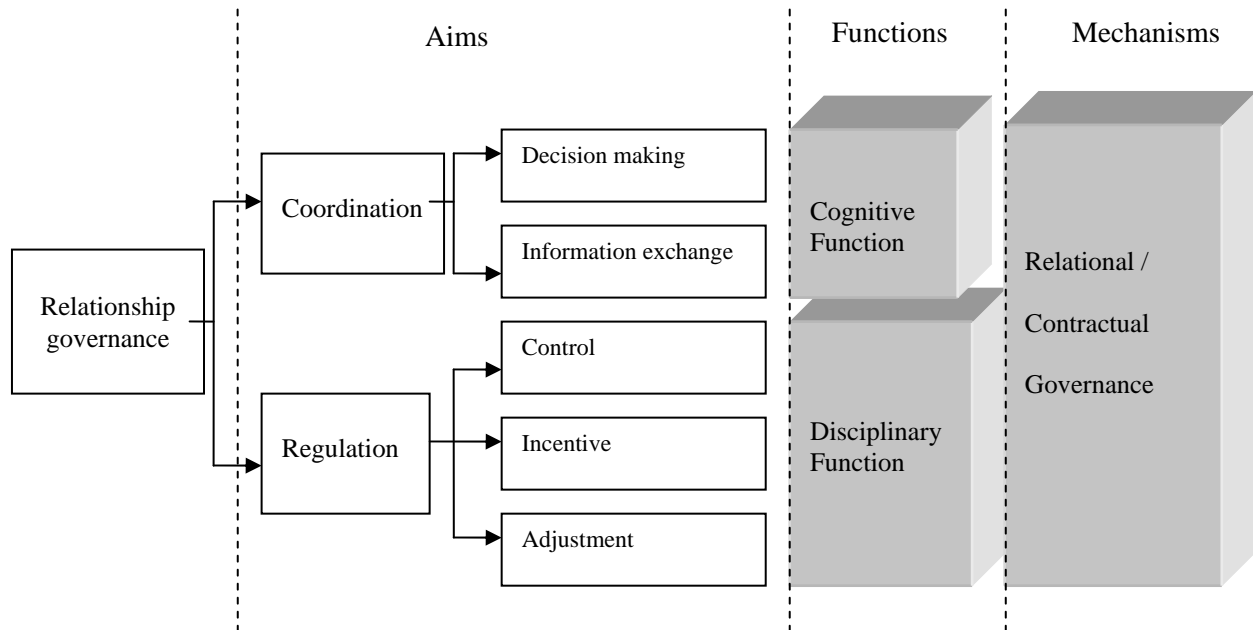 Aims
Functions
Mechanisms
Relationship
governance
Coordination
Regulation
Decision making
Information exchange
Control
Incentive
Adjustment
Cognitive
Function
Disciplinary
Function
Relational /
Contractual
Governance